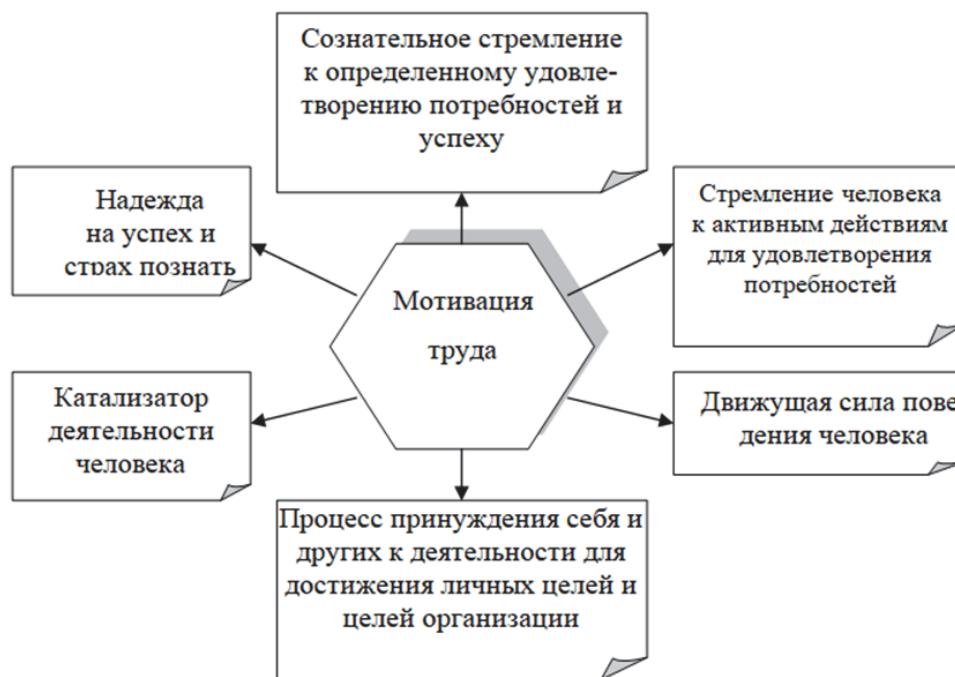 Сознательное стремление
к определенному удовле-
творению потребностей и
успеху
Надежда
на успех и
страх познать
Стремление человека
к активным действиям
для удовлетворения
потребностей
Мотивация
труда
Катализатор
деятельности
человека
Движущая сила пове
дения человека
Процесс принуждения себя и
других к деятельности для
достижения личных целей и
целей организации